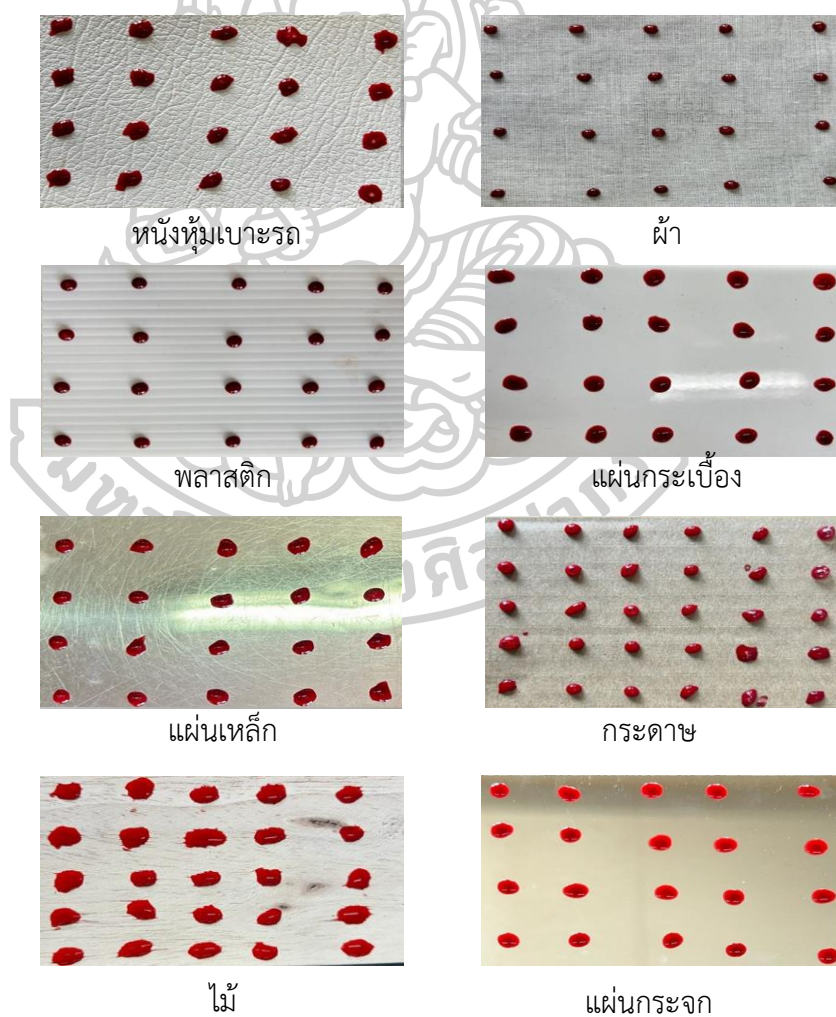 หนังหุ้มเบาะรถ
ผ้า
พลาสติก
แผ่นกระเบื้อง
แผ่นเหล็ก
กระดาษ
ไม้
แผ่นกระจก